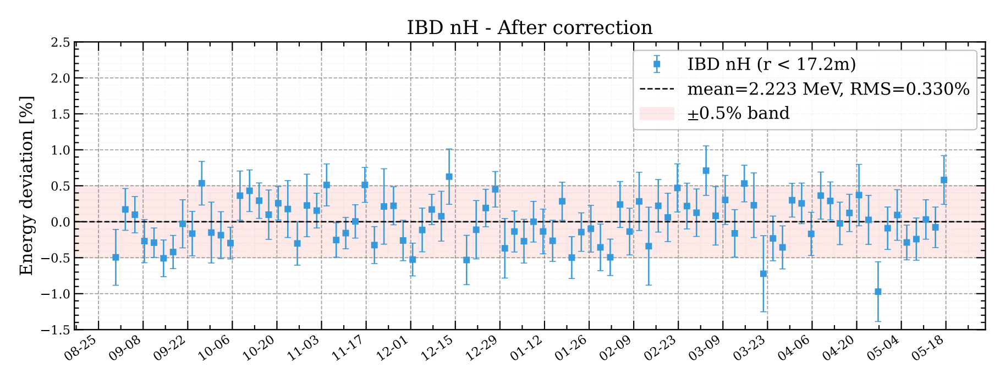 IBD nH - After correction
IBD nH (r < 17.2m)
mean=2.223 MeV, RMS=0.330%
±0.5% band
Energy deviation [%]
2.5
2.0
1.5
1.0
0.5
0.0
−0.5
−1.0
−1.5
08-25 09-08 09-22 10-06 10-20 11-03 11-17 12-01 12-15 12-29 01-12 01-26 02-09 02-23 03-09 03-23 04-06 04-20 05-04 05-18